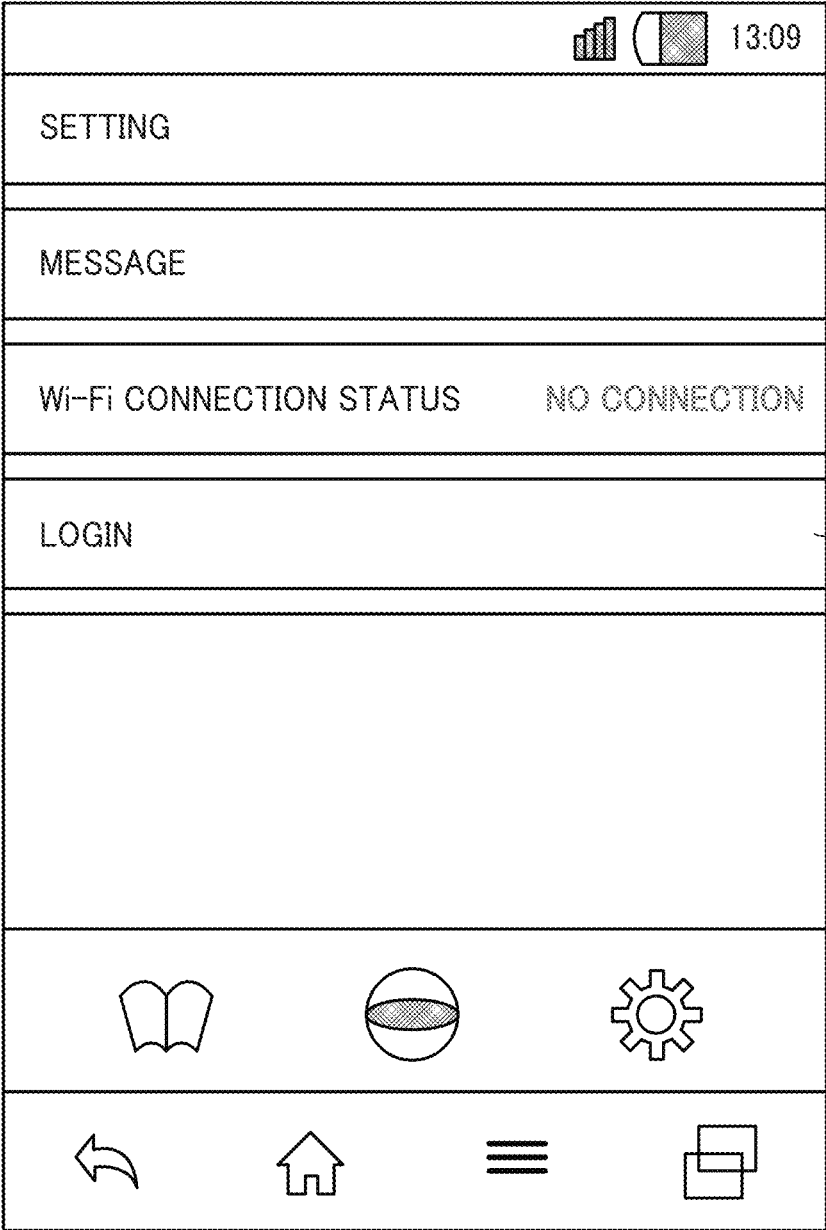 13:09
SETTING
MESSAGE
Wi-Fi CONNECTION STATUS NO CONNECTION
LOGIN